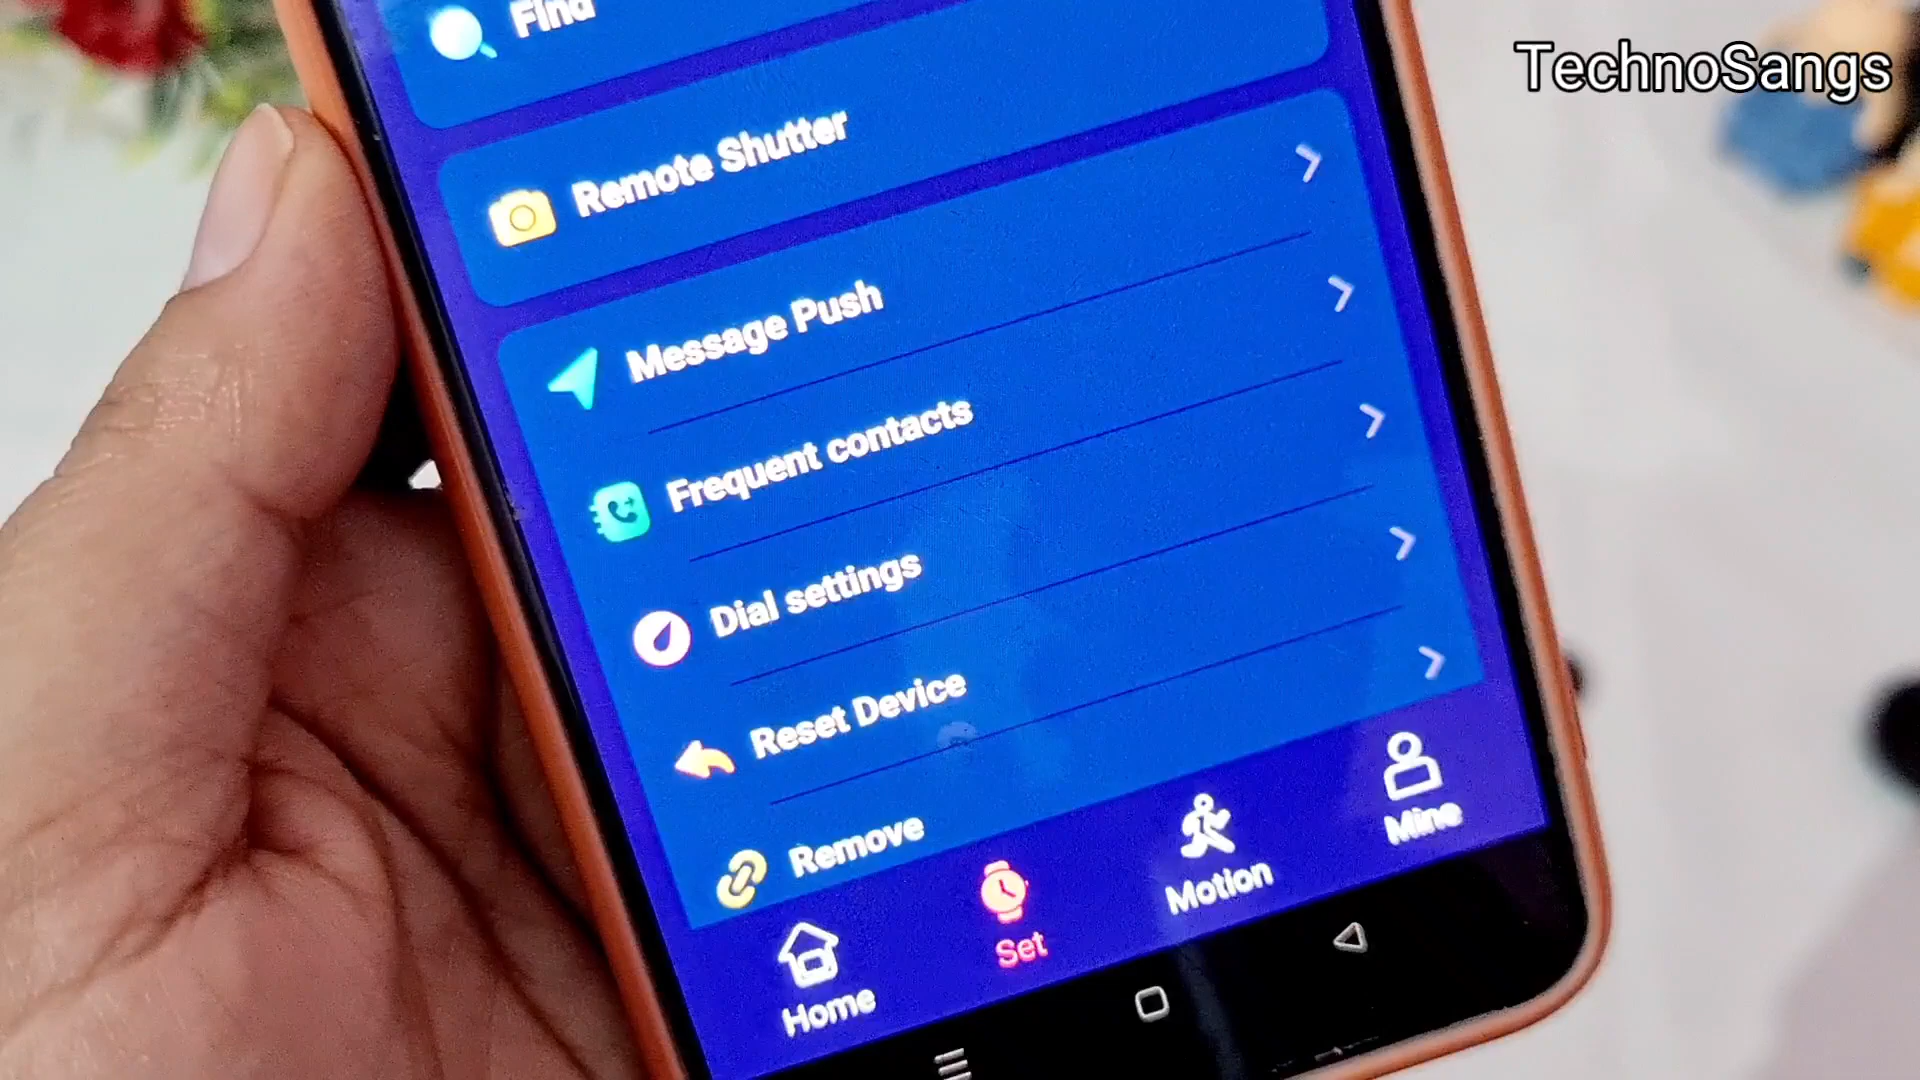 TechnoSangs
Find
Remote Shutter
Message Push
Frequent contacts
Dial settings
Reset Device
Remove
Home
Set
Motion
Mine